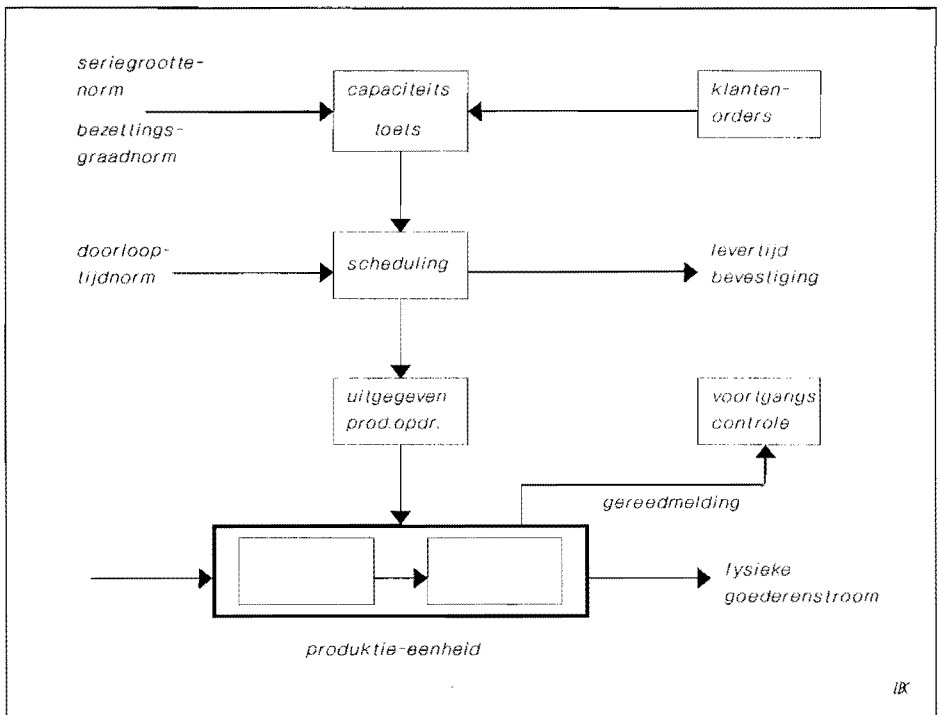 seriegrootte-
norm
bezettings-
graadnorm
capaciteits
toets
klanten-
orders
doorloop-
tijdnorm
scheduling
levertijd
bevestiging
uitgegeven
prod.opdr.
voortgangs
controle
gereedmelding
fysieke
goederenstroom
produktie-eenheid